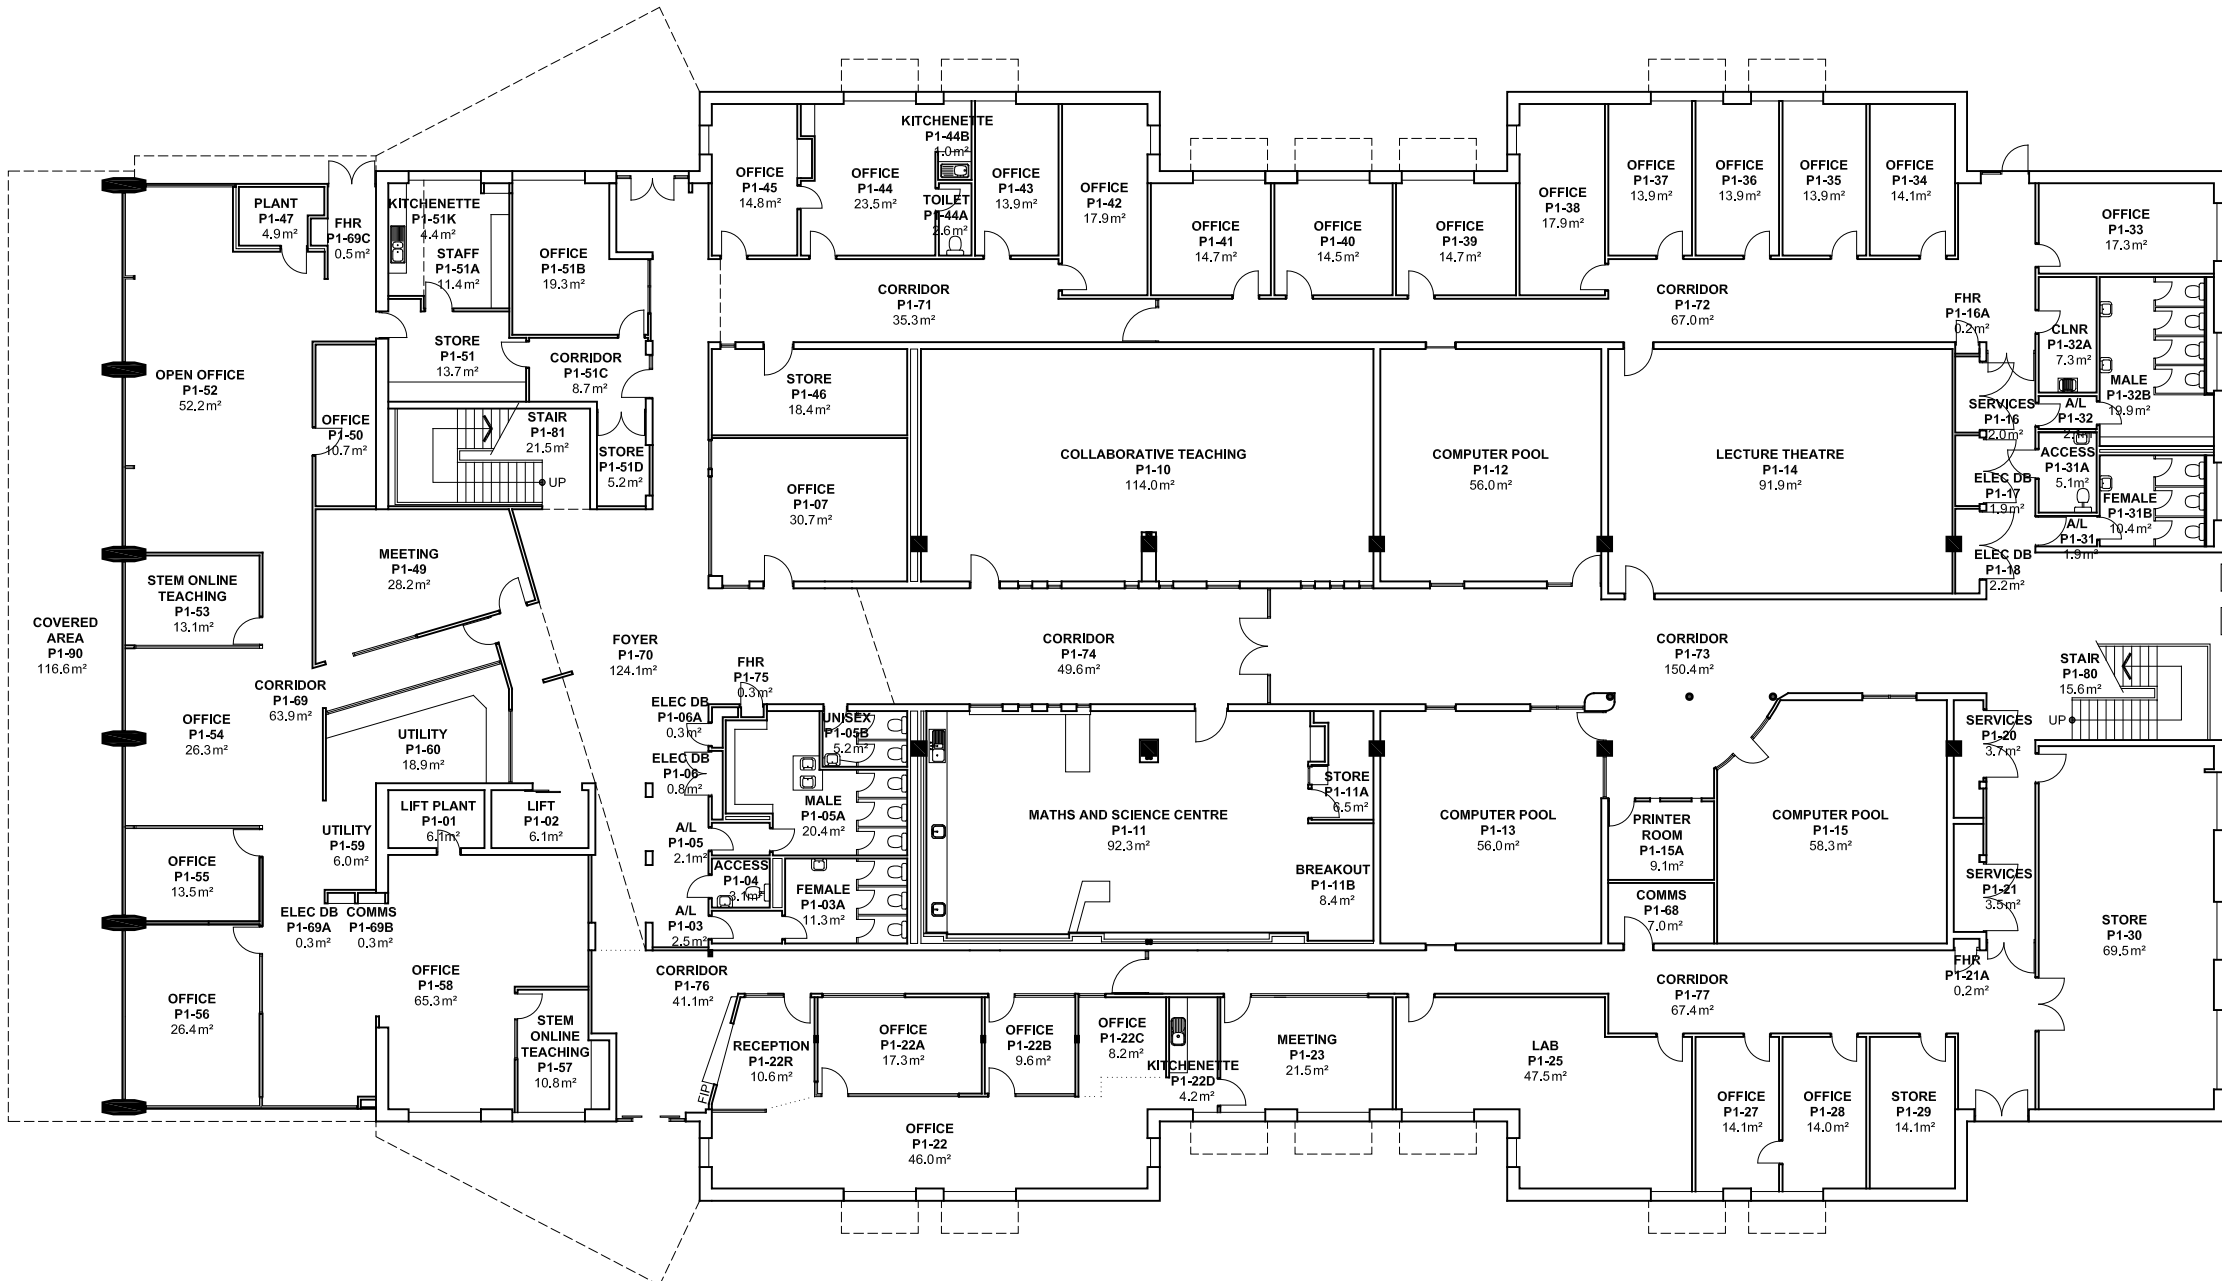 PLANT
P1-47
4.9m²
FHR
P1-69C
0.5m²
KITCHENETTE
P1-51K
4.4m²
STAFF
P1-51A
11.4m²
OFFICE
P1-51B
19.3m²
OFFICE
P1-45
14.8m²
OFFICE
P1-44
23.5m²
KITCHENETTE
P1-44B
1.0m²
TOILET
P1-44A
2.6m²
OFFICE
P1-43
13.9m²
OFFICE
P1-42
17.9m²
OFFICE
P1-41
14.7m²
OFFICE
P1-40
14.5m²
OFFICE
P1-39
14.7m²
OFFICE
P1-38
17.9m²
OFFICE
P1-37
13.9m²
OFFICE
P1-36
13.9m²
OFFICE
P1-35
13.9m²
OFFICE
P1-34
14.1m²
OFFICE
P1-33
17.3m²
CORRIDOR
P1-71
35.3m²
CORRIDOR
P1-72
67.0m²
FHR
P1-16A
0.2m²
CLNR
P1-32A
7.3m²
MALE
P1-32B
19.9m²
OPEN OFFICE
P1-52
52.2m²
OFFICE
P1-50
10.7m²
STORE
P1-51
13.7m²
CORRIDOR
P1-51C
8.7m²
STAIR
P1-81
21.5m²
UP
STORE
P1-51D
5.2m²
STORE
P1-46
18.4m²
OFFICE
P1-07
30.7m²
COLLABORATIVE TEACHING
P1-10
114.0m²
COMPUTER POOL
P1-12
56.0m²
LECTURE THEATRE
P1-14
91.9m²
SERVICES
P1-16
2.0m²
A/L
P1-32
ACCESS
P1-31A
5.1m²
ELEC DB
P1-17
1.9m²
FEMALE
P1-31B
10.4m²
A/L
P1-31
1.9m²
ELEC DB
P1-18
2.2m²
MEETING
P1-49
28.2m²
STEM ONLINE
TEACHING
P1-53
13.1m²
COVERED
AREA
P1-90
116.6m²
FOYER
P1-70
124.1m²
CORRIDOR
P1-74
49.6m²
CORRIDOR
P1-73
150.4m²
STAIR
P1-80
15.6m²
UP
CORRIDOR
P1-69
63.9m²
OFFICE
P1-54
26.3m²
UTILITY
P1-60
18.9m²
FHR
P1-75
0.3m²
ELEC DB
P1-06A
0.3m²
ELEC DB
P1-06
0.8m²
UNISEX
P1-05B
5.2m²
MALE
P1-05A
20.4m²
A/L
P1-05
2.1m²
ACCESS
P1-04
3.1m²
FEMALE
P1-03A
11.3m²
A/L
P1-03
2.5m²
MATHS AND SCIENCE CENTRE
P1-11
92.3m²
STORE
P1-11A
6.5m²
BREAKOUT
P1-11B
8.4m²
COMPUTER POOL
P1-13
56.0m²
PRINTER
ROOM
P1-15A
9.1m²
COMMS
P1-68
7.0m²
COMPUTER POOL
P1-15
58.3m²
SERVICES
P1-20
3.7m²
SERVICES
P1-21
3.5m²
STORE
P1-30
69.5m²
LIFT PLANT
P1-01
6.1m²
LIFT
P1-02
6.1m²
UTILITY
P1-59
6.0m²
OFFICE
P1-55
13.5m²
ELEC DB
P1-69A
0.3m²
COMMS
P1-69B
0.3m²
OFFICE
P1-56
26.4m²
OFFICE
P1-58
65.3m²
STEM
ONLINE
TEACHING
P1-57
10.8m²
CORRIDOR
P1-76
41.1m²
FIP
RECEPTION
P1-22R
10.6m²
OFFICE
P1-22A
17.3m²
OFFICE
P1-22B
9.6m²
OFFICE
P1-22C
8.2m²
KITCHENETTE
P1-22D
4.2m²
OFFICE
P1-22
46.0m²
MEETING
P1-23
21.5m²
LAB
P1-25
47.5m²
CORRIDOR
P1-77
67.4m²
FHR
P1-21A
0.2m²
OFFICE
P1-27
14.1m²
OFFICE
P1-28
14.0m²
STORE
P1-29
14.1m²